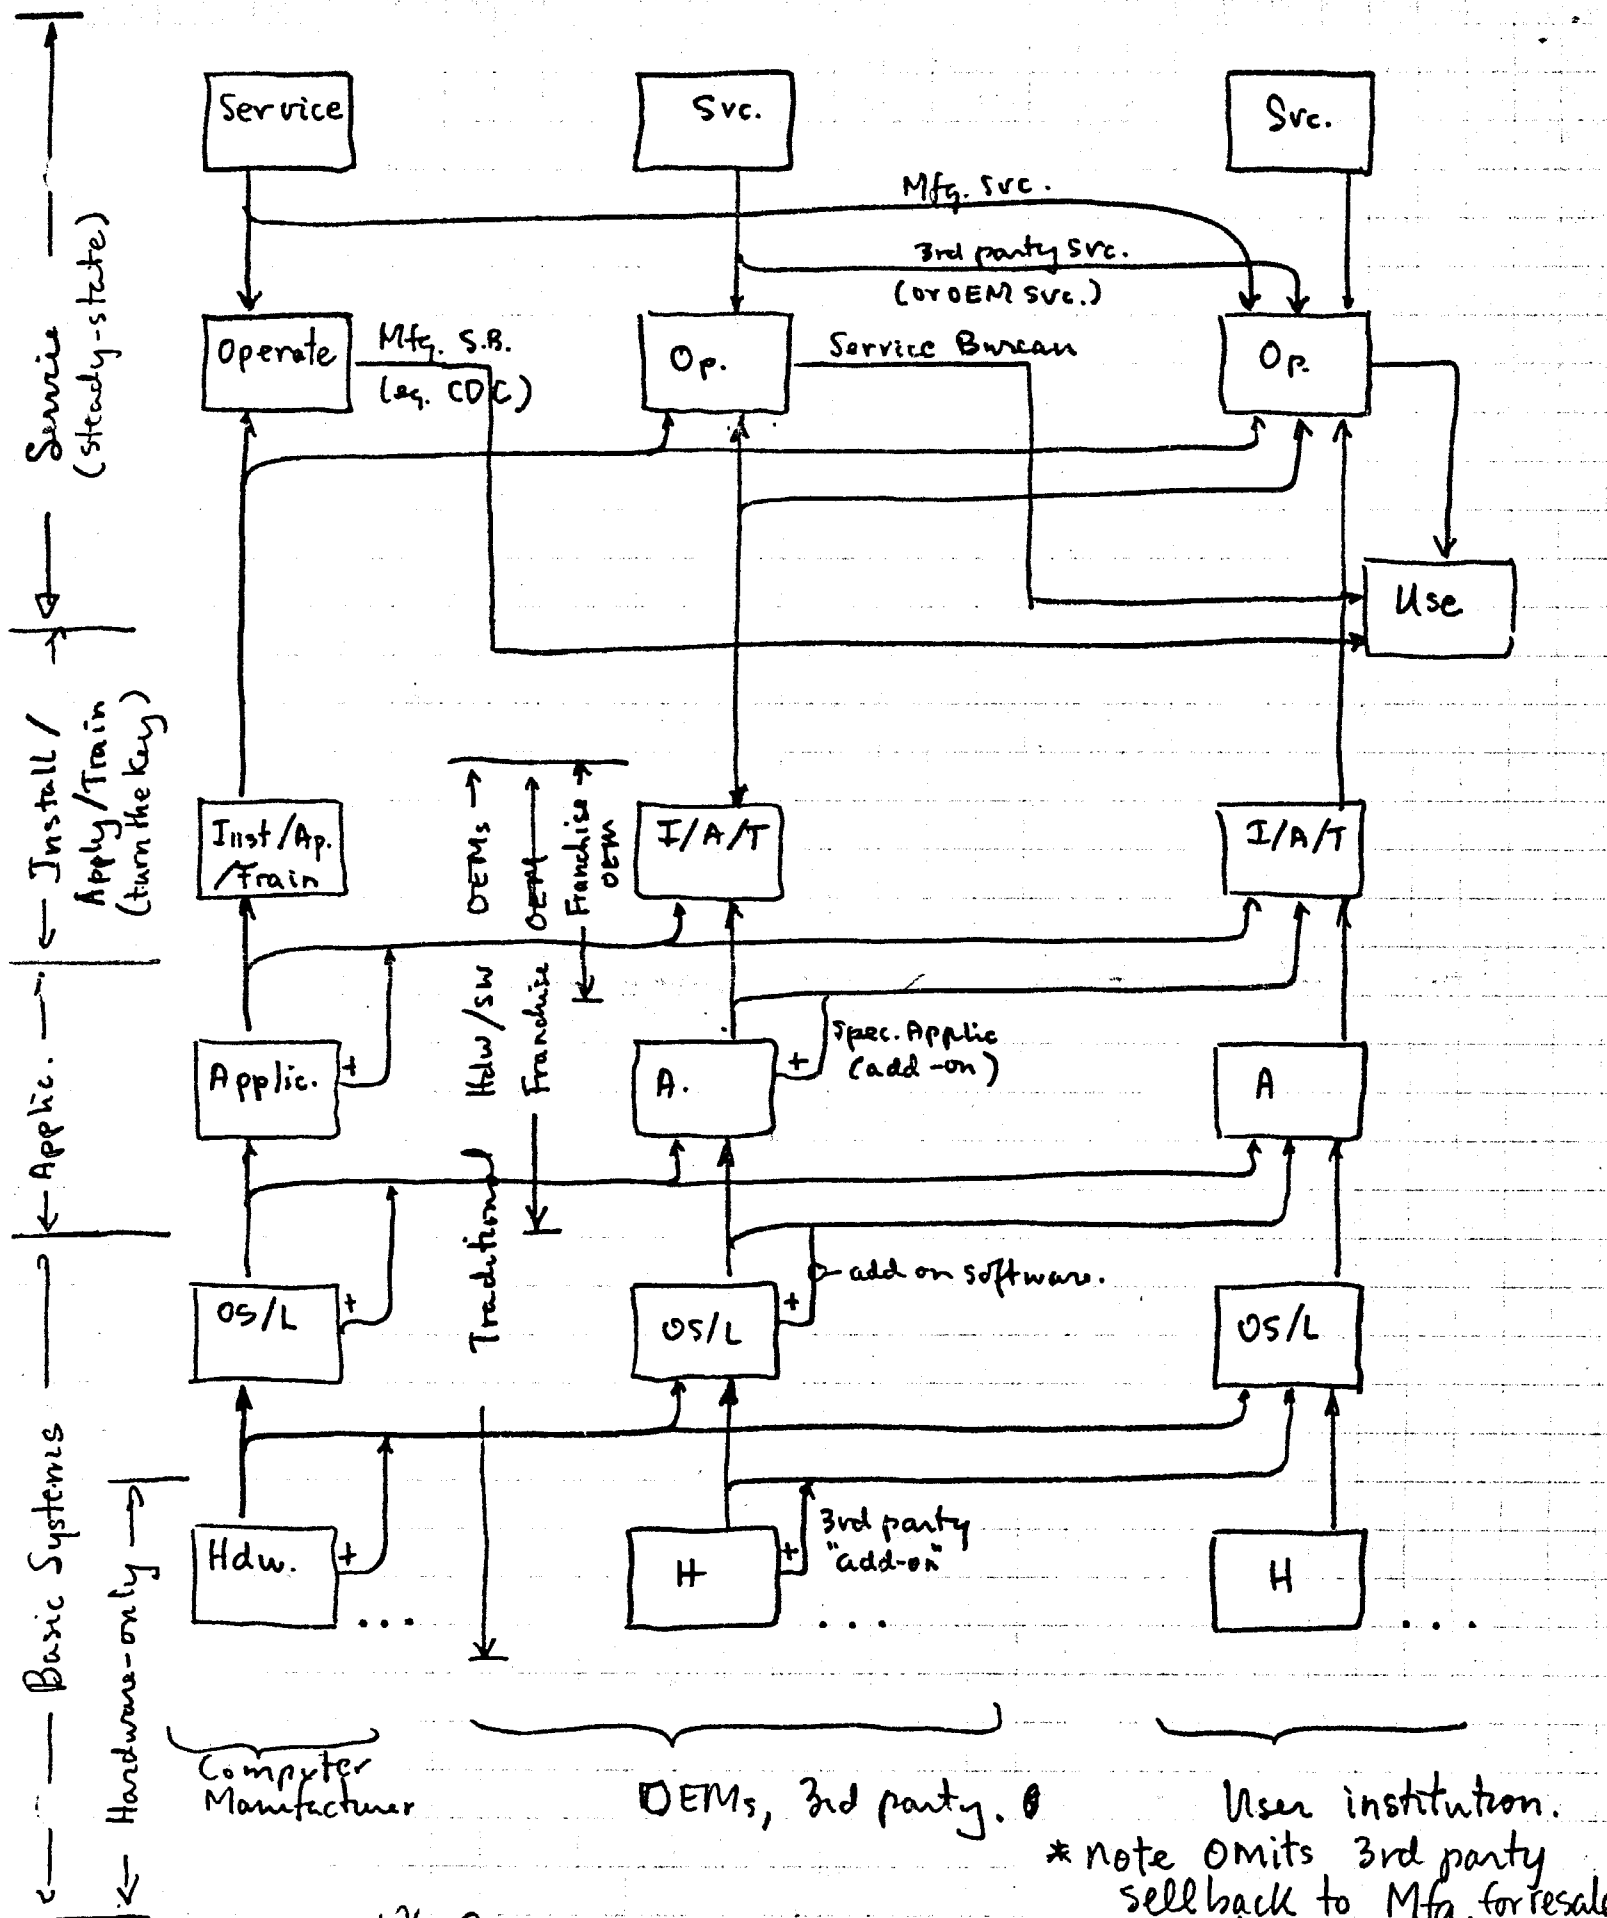 Service
Svc.
Svc.
Mfg. svc.
3rd party svc.
(or OEM svc.)
Service
(steady-state)
Operate
Mfg. S.B.
(eg. CDC)
Op.
Service Bureau
Op.
Use
Install/
Apply/Train
(turn the key)
Inst/Ap.
/Train
OEMs
OEM
Franchise
OEM
I/A/T
I/A/T
Applic.
Applic.
+
Traditional Hdw/SW
Franchise
A.
+
Spec. Applic
(add-on)
A
OS/L
+
OS/L
+
add on software.
OS/L
Basic Systems
Hardware-only
Hdw.
+
...
H
+
3rd party
"add-on"
...
H
...
Computer
Manufacturer
OEMs, 3rd party.
User institution.
* note omits 3rd party
sell back to Mfg. for resale